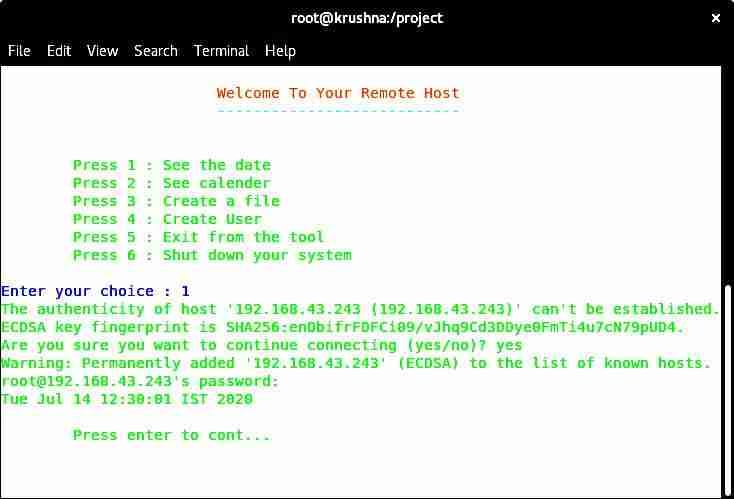 root@krushna:/project
×
File Edit View Search Terminal Help
Welcome To Your Remote Host
---------------------------
Press 1 : See the date
Press 2 : See calender
Press 3 : Create a file
Press 4 : Create User
Press 5 : Exit from the tool
Press 6 : Shut down your system
Enter your choice : 1
The authenticity of host '192.168.43.243 (192.168.43.243)' can't be established.
ECDSA key fingerprint is SHA256:enDbifrFDFCi09/vJhq9Cd3DDye0FmTi4u7cN79pUD4.
Are you sure you want to continue connecting (yes/no)? yes
Warning: Permanently added '192.168.43.243' (ECDSA) to the list of known hosts.
root@192.168.43.243's password:
Tue Jul 14 12:30:01 IST 2020
Press enter to cont...